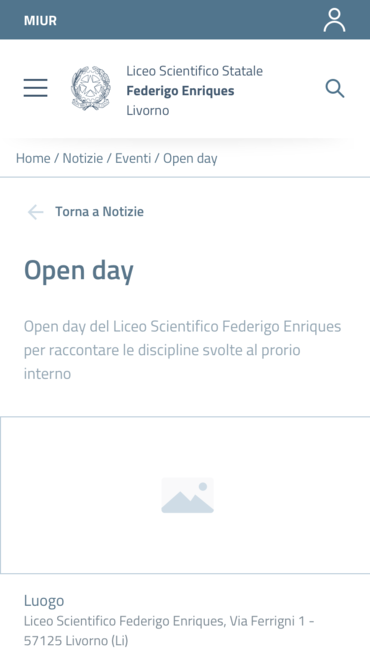 MIUR
Liceo Scientifico Statale
Federigo Enriques
Livorno
Home / Notizie / Eventi / Open day
Torna a Notizie
Open day
Open day del Liceo Scientifico Federigo Enriques
per raccontare le discipline svolte al prorio
interno
Luogo
Liceo Scientifico Federigo Enriques, Via Ferrigni 1 -
57125 Livorno (Li)